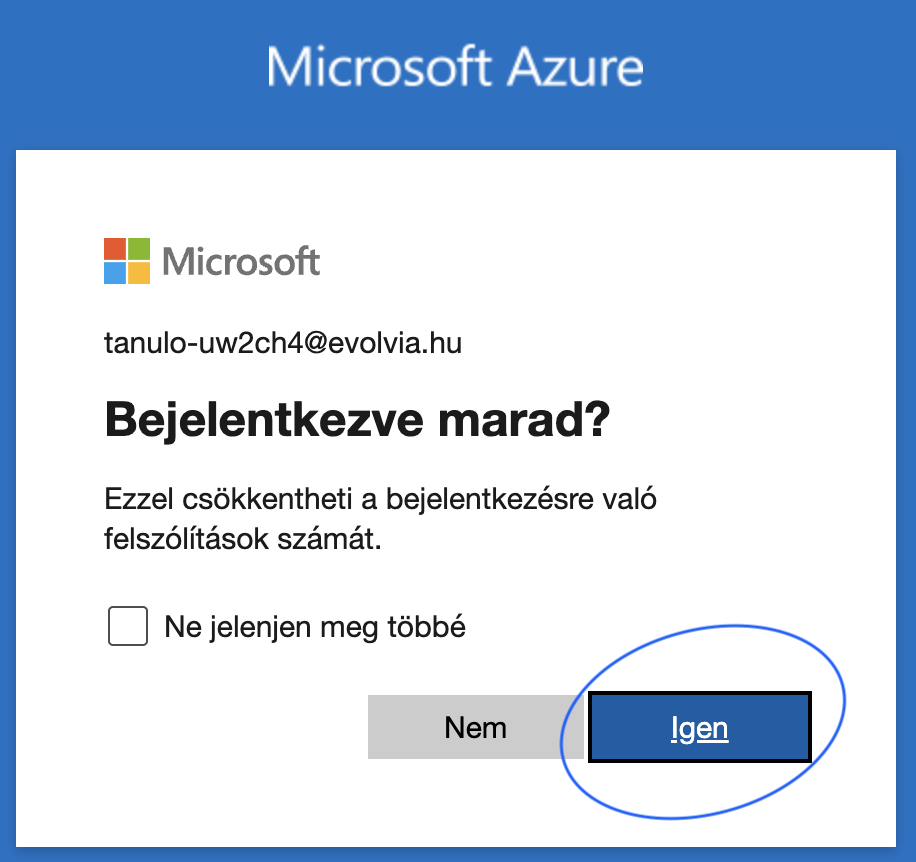 Microsoft Azure
Microsoft
tanulo-uw2ch4@evolvia.hu
Bejelentkezve marad?
Ezzel csökkentheti a bejelentkezésre való
felszólítások számát.
Ne jelenjen meg többé
Nem
Igen